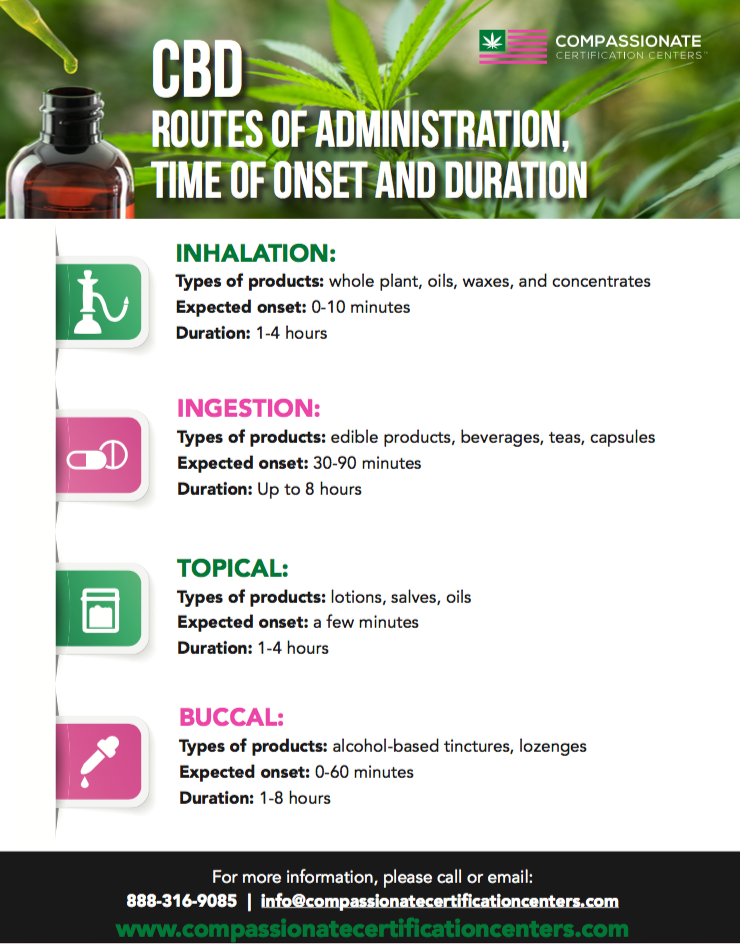 COMPASSIONATE
CERTIFICATION CENTERS™
CBD
ROUTES OF ADMINISTRATION,
TIME OF ONSET AND DURATION
INHALATION:
Types of products: whole plant, oils, waxes, and concentrates
Expected onset: 0-10 minutes
Duration: 1-4 hours
INGESTION:
Types of products: edible products, beverages, teas, capsules
Expected onset: 30-90 minutes
Duration: Up to 8 hours
TOPICAL:
Types of products: lotions, salves, oils
Expected onset: a few minutes
Duration: 1-4 hours
BUCCAL:
Types of products: alcohol-based tinctures, lozenges
Expected onset: 0-60 minutes
Duration: 1-8 hours
For more information, please call or email:
888-316-9085 | info@compassionatecertificationcenters.com
www.compassionatecertificationcenters.com